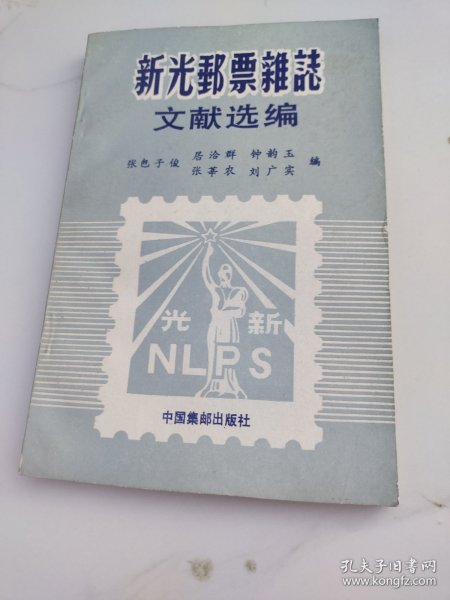 新光郵票雜誌
文献选编
张包子俊 居洽群 钟韵玉 编
张荩农 刘广实
光 新
NLPS
中国集邮出版社
孔夫子旧书网
www.kongfz.com